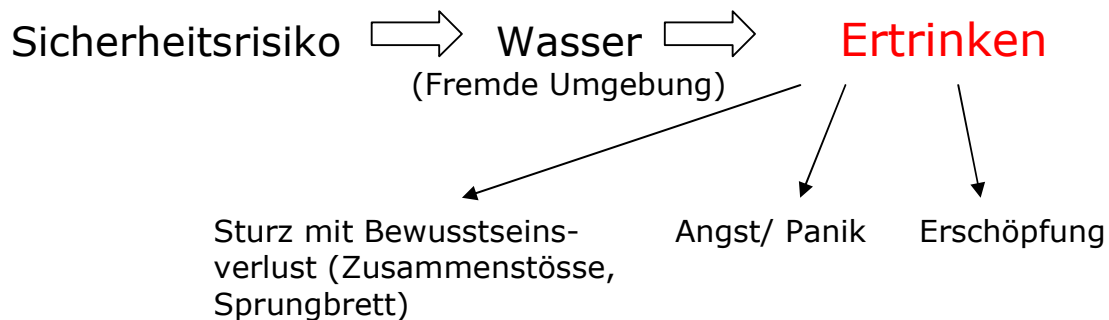 Sicherheitsrisiko Wasser Ertrinken
(Fremde Umgebung)
Sturz mit Bewusstseins- Angst/ Panik Erschöpfung
verlust (Zusammenstösse,
Sprungbrett)